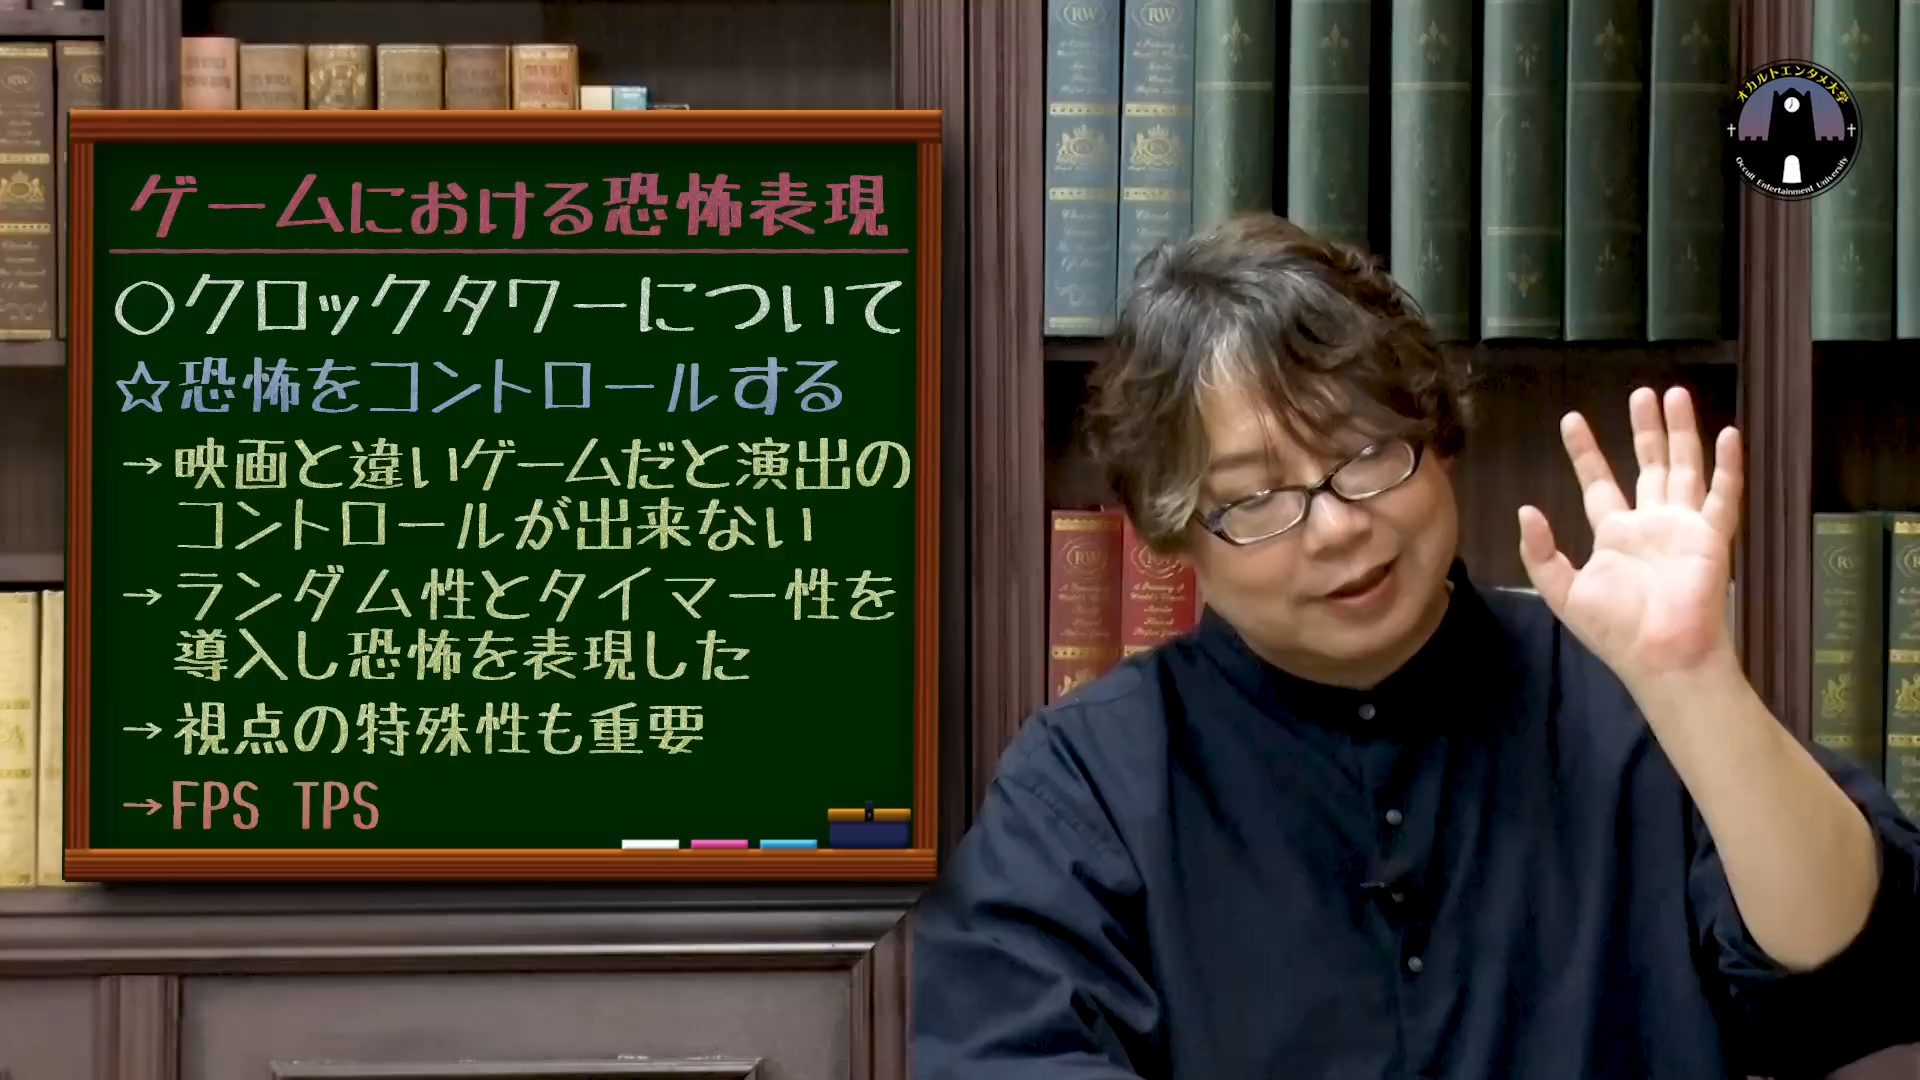 ゲームにおける恐怖表現
○クロックタワーについて
☆恐怖をコントロールする
→映画と違いゲームだと演出の
コントロールが出来ない
→ランダム性とタイマー性を
導入し恐怖を表現した
→視点の特殊性も重要
→FPS TPS
オカルトエンタメ大学
Occult Entertainment University
RW
RW
RW
RW